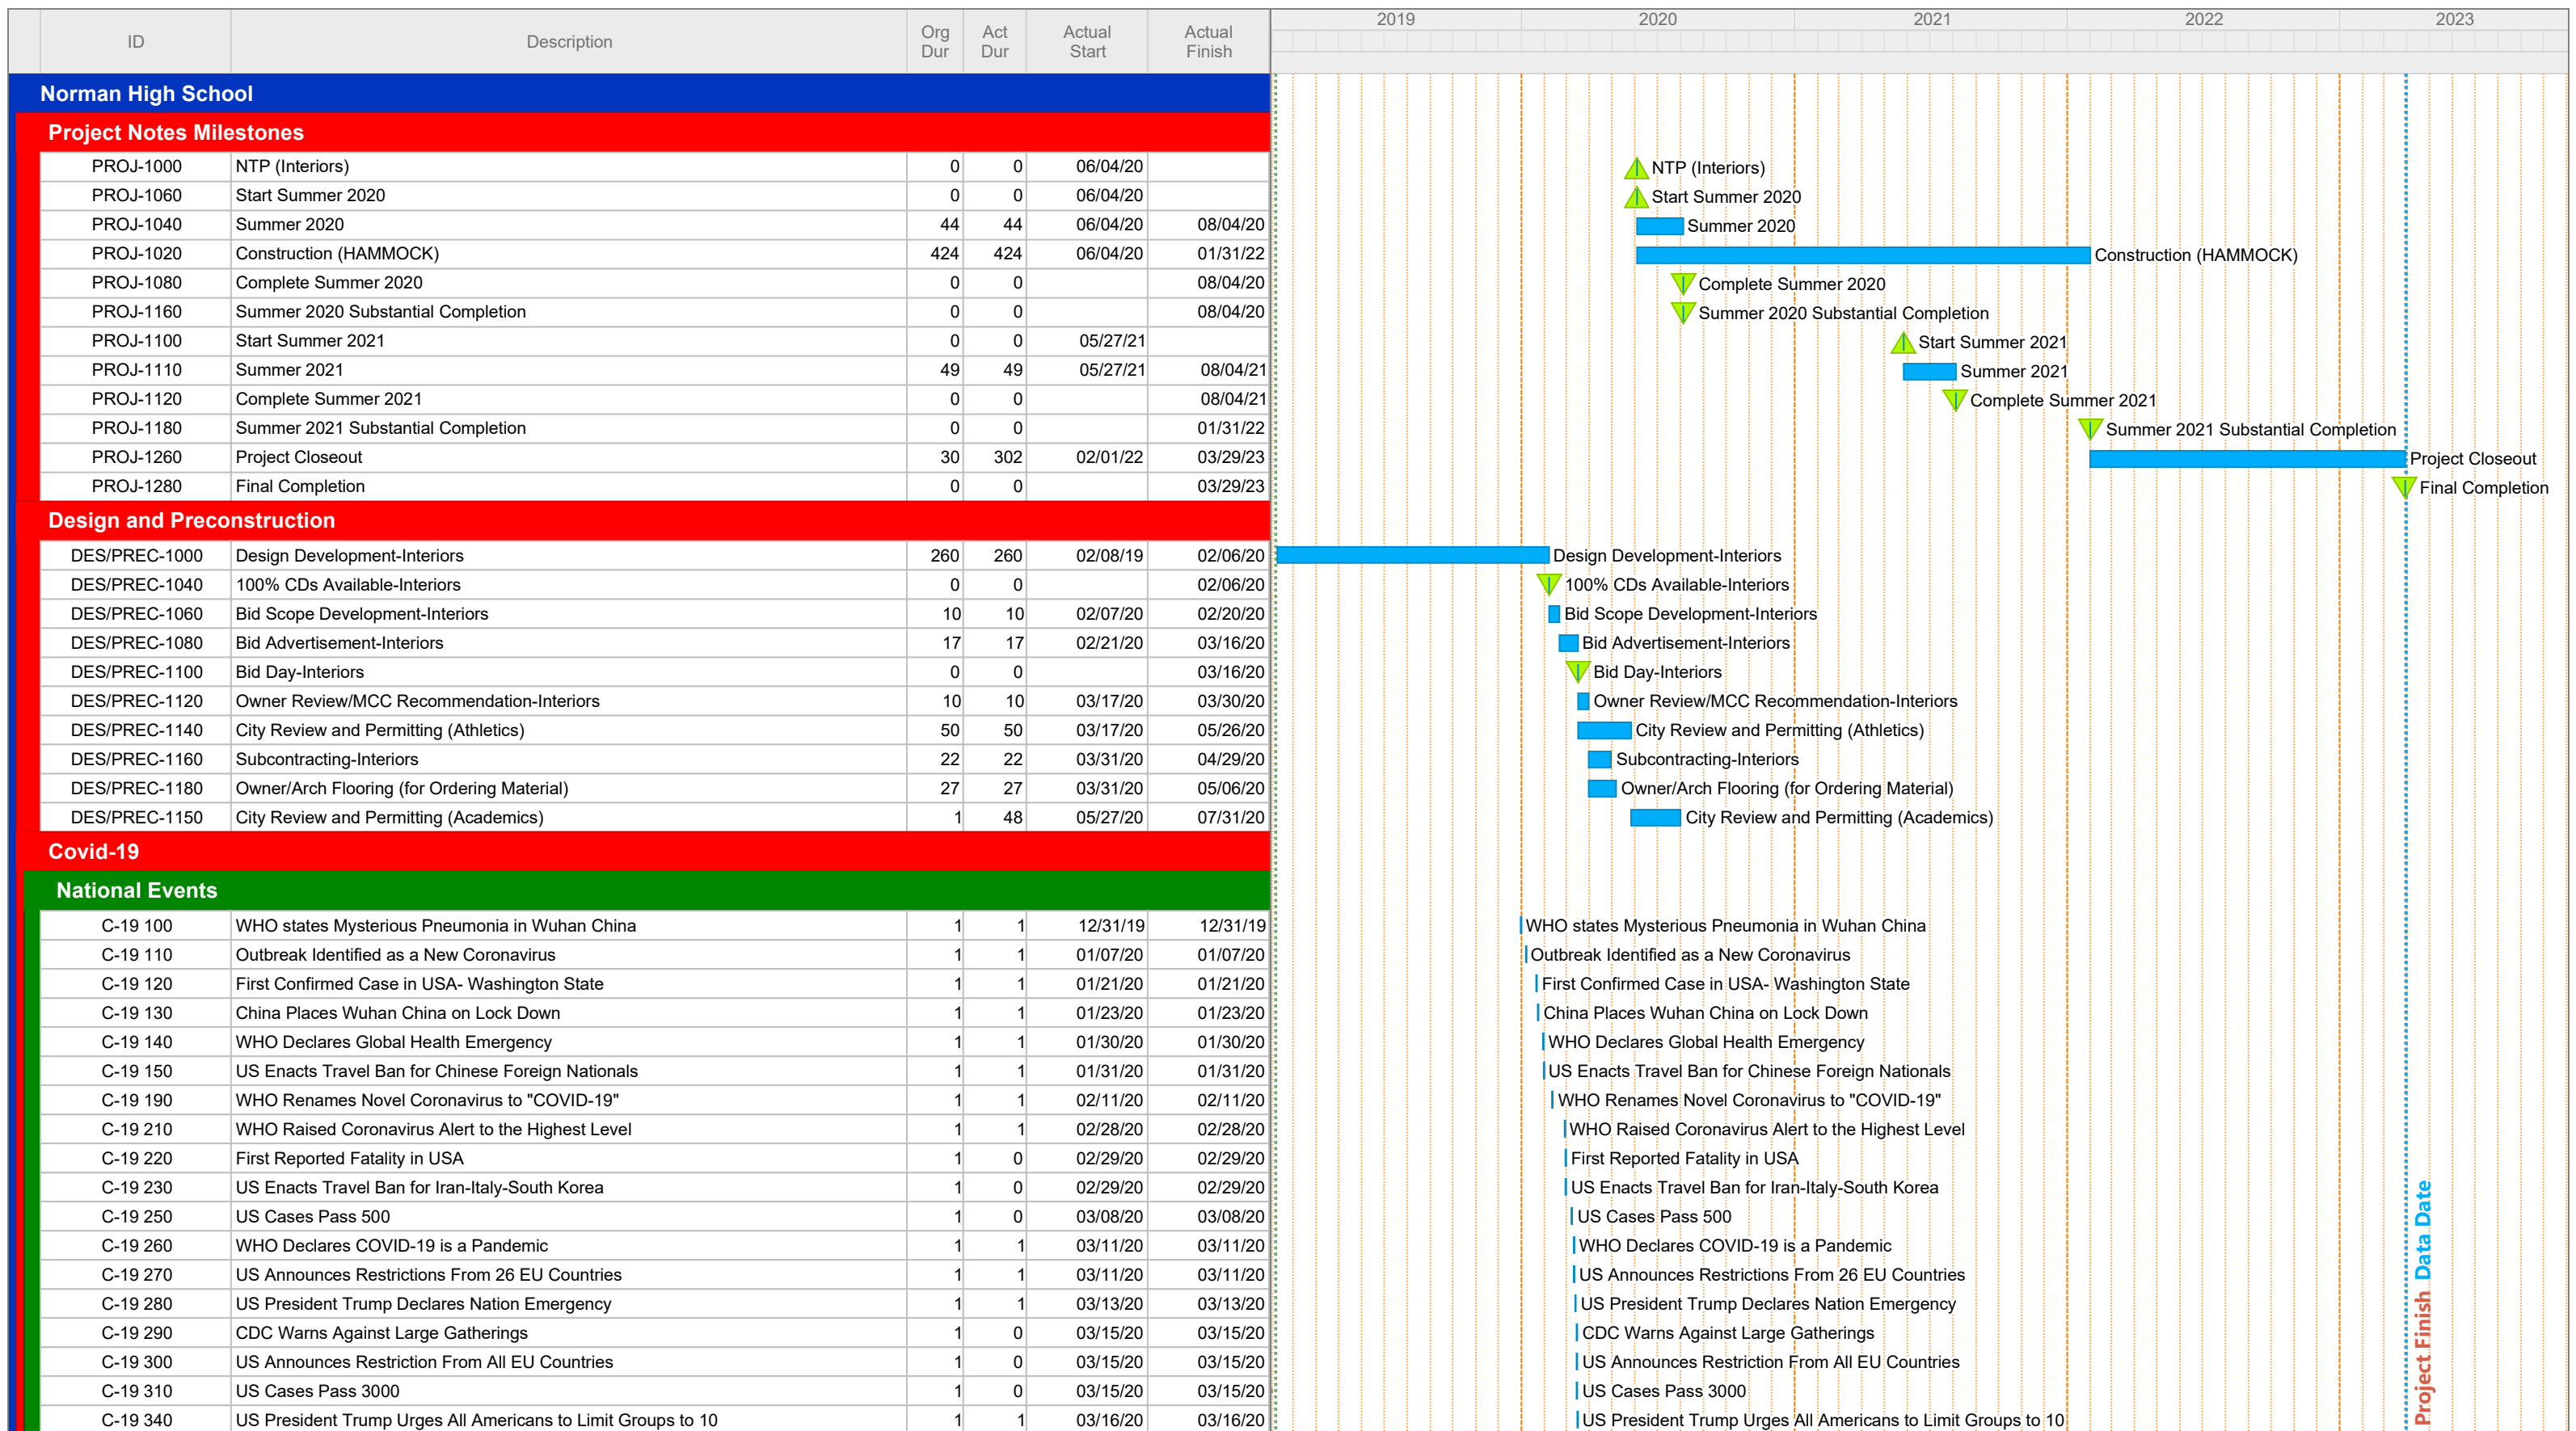 ID Description Org Dur Act Dur Actual Start Actual Finish 2019 2020 2021 2022 2023
Norman High School
Project Notes Milestones
PROJ-1000 NTP (Interiors) 0 0 06/04/20 NTP (Interiors)
PROJ-1060 Start Summer 2020 0 0 06/04/20 Start Summer 2020
PROJ-1040 Summer 2020 44 44 06/04/20 08/04/20 Summer 2020
PROJ-1020 Construction (HAMMOCK) 424 424 06/04/20 01/31/22 Construction (HAMMOCK)
PROJ-1080 Complete Summer 2020 0 0 08/04/20 Complete Summer 2020
PROJ-1160 Summer 2020 Substantial Completion 0 0 08/04/20 Summer 2020 Substantial Completion
PROJ-1100 Start Summer 2021 0 0 05/27/21 Start Summer 2021
PROJ-1110 Summer 2021 49 49 05/27/21 08/04/21 Summer 2021
PROJ-1120 Complete Summer 2021 0 0 08/04/21 Complete Summer 2021
PROJ-1180 Summer 2021 Substantial Completion 0 0 01/31/22 Summer 2021 Substantial Completion
PROJ-1260 Project Closeout 30 302 02/01/22 03/29/23 Project Closeout
PROJ-1280 Final Completion 0 0 03/29/23 Final Completion
Design and Preconstruction
DES/PREC-1000 Design Development-Interiors 260 260 02/08/19 02/06/20 Design Development-Interiors
DES/PREC-1040 100% CDs Available-Interiors 0 0 02/06/20 100% CDs Available-Interiors
DES/PREC-1060 Bid Scope Development-Interiors 10 10 02/07/20 02/20/20 Bid Scope Development-Interiors
DES/PREC-1080 Bid Advertisement-Interiors 17 17 02/21/20 03/16/20 Bid Advertisement-Interiors
DES/PREC-1100 Bid Day-Interiors 0 0 03/16/20 Bid Day-Interiors
DES/PREC-1120 Owner Review/MCC Recommendation-Interiors 10 10 03/17/20 03/30/20 Owner Review/MCC Recommendation-Interiors
DES/PREC-1140 City Review and Permitting (Athletics) 50 50 03/17/20 05/26/20 City Review and Permitting (Athletics)
DES/PREC-1160 Subcontracting-Interiors 22 22 03/31/20 04/29/20 Subcontracting-Interiors
DES/PREC-1180 Owner/Arch Flooring (for Ordering Material) 27 27 03/31/20 05/06/20 Owner/Arch Flooring (for Ordering Material)
DES/PREC-1150 City Review and Permitting (Academics) 1 48 05/27/20 07/31/20 City Review and Permitting (Academics)
Covid-19
National Events
C-19 100 WHO states Mysterious Pneumonia in Wuhan China 1 1 12/31/19 12/31/19 WHO states Mysterious Pneumonia in Wuhan China
C-19 110 Outbreak Identified as a New Coronavirus 1 1 01/07/20 01/07/20 Outbreak Identified as a New Coronavirus
C-19 120 First Confirmed Case in USA- Washington State 1 1 01/21/20 01/21/20 First Confirmed Case in USA- Washington State
C-19 130 China Places Wuhan China on Lock Down 1 1 01/23/20 01/23/20 China Places Wuhan China on Lock Down
C-19 140 WHO Declares Global Health Emergency 1 1 01/30/20 01/30/20 WHO Declares Global Health Emergency
C-19 150 US Enacts Travel Ban for Chinese Foreign Nationals 1 1 01/31/20 01/31/20 US Enacts Travel Ban for Chinese Foreign Nationals
C-19 190 WHO Renames Novel Coronavirus to "COVID-19" 1 1 02/11/20 02/11/20 WHO Renames Novel Coronavirus to "COVID-19"
C-19 210 WHO Raised Coronavirus Alert to the Highest Level 1 1 02/28/20 02/28/20 WHO Raised Coronavirus Alert to the Highest Level
C-19 220 First Reported Fatality in USA 1 0 02/29/20 02/29/20 First Reported Fatality in USA
C-19 230 US Enacts Travel Ban for Iran-Italy-South Korea 1 0 02/29/20 02/29/20 US Enacts Travel Ban for Iran-Italy-South Korea
C-19 250 US Cases Pass 500 1 0 03/08/20 03/08/20 US Cases Pass 500
C-19 260 WHO Declares COVID-19 is a Pandemic 1 1 03/11/20 03/11/20 WHO Declares COVID-19 is a Pandemic
C-19 270 US Announces Restrictions From 26 EU Countries 1 1 03/11/20 03/11/20 US Announces Restrictions From 26 EU Countries
C-19 280 US President Trump Declares Nation Emergency 1 1 03/13/20 03/13/20 US President Trump Declares Nation Emergency
C-19 290 CDC Warns Against Large Gatherings 1 0 03/15/20 03/15/20 CDC Warns Against Large Gatherings
C-19 300 US Announces Restriction From All EU Countries 1 0 03/15/20 03/15/20 US Announces Restriction From All EU Countries
C-19 310 US Cases Pass 3000 1 0 03/15/20 03/15/20 US Cases Pass 3000
C-19 340 US President Trump Urges All Americans to Limit Groups to 10 1 1 03/16/20 03/16/20 US President Trump Urges All Americans to Limit Groups to 10
Project Finish Data Date